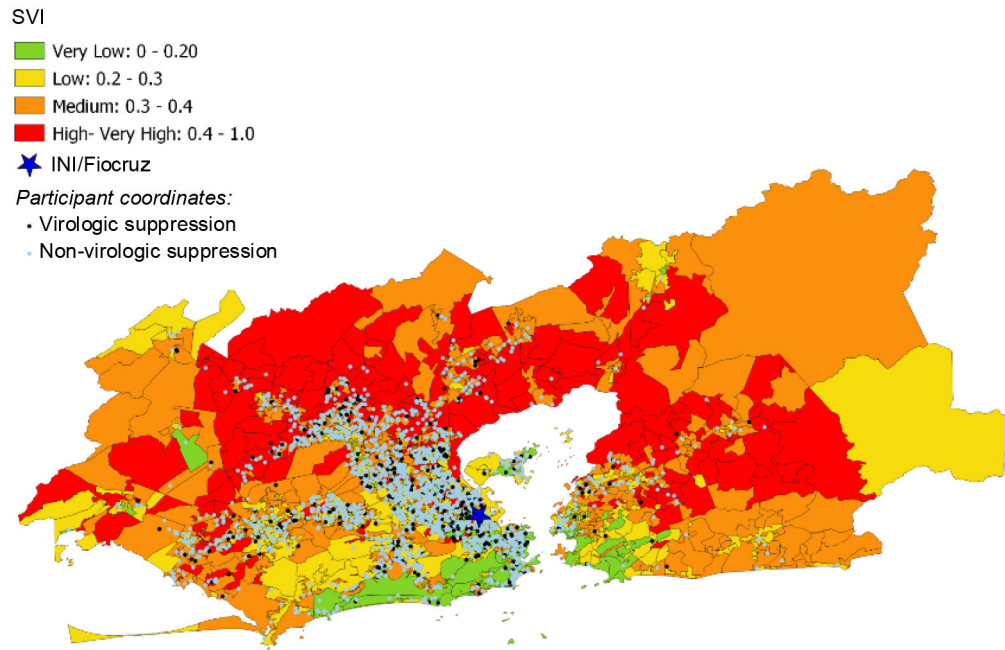 SVI
Very Low: 0 - 0.20
Low: 0.2 - 0.3
Medium: 0.3 - 0.4
High- Very High: 0.4 - 1.0
INI/Fiocruz
Participant coordinates:
Virologic suppression
Non-virologic suppression